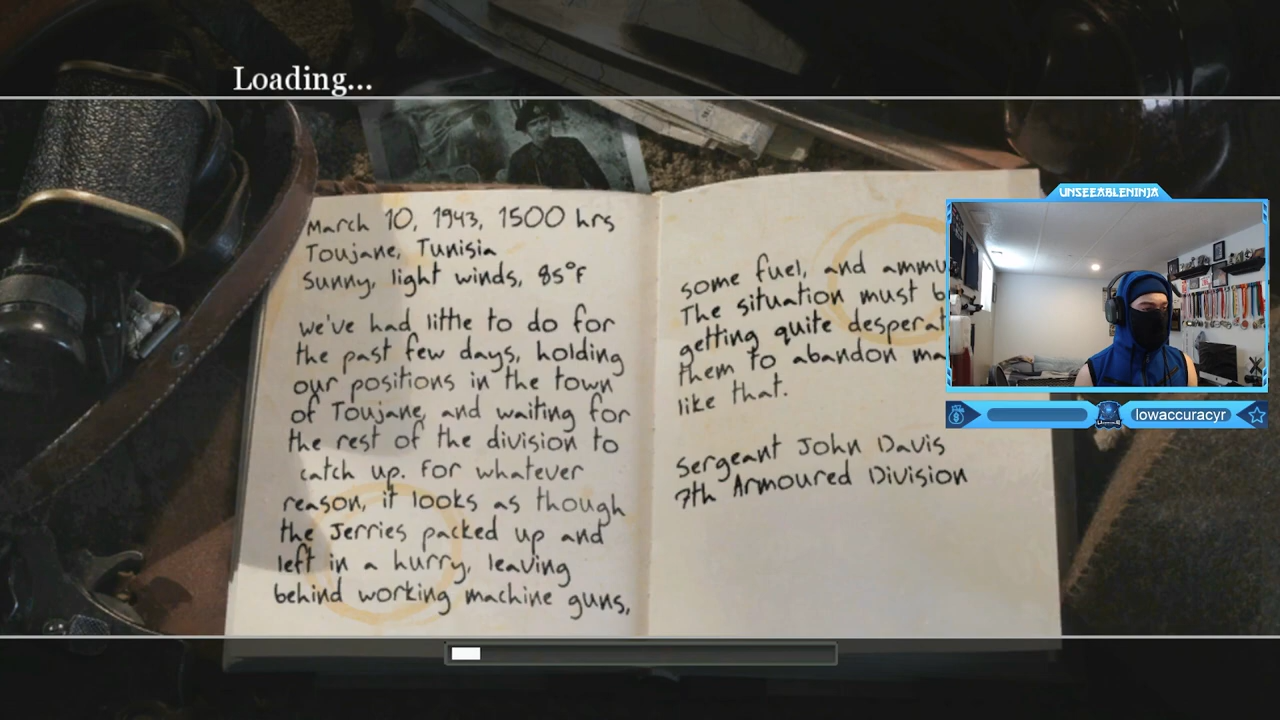 Loading...
March 10, 1943, 1500 hrs
Toujane, Tunisia
Sunny, light winds, 85°F
we've had little to do for
the past few days, holding
our positions in the town
of Toujane, and waiting for
the rest of the division to
catch up. For whatever
reason, it looks as though
the Jerries packed up and
left in a hurry, leaving
behind working machine guns,
some fuel, and ammu
The situation must b
getting quite desperat
them to abandon ma
like that.
Sergeant John Davis
7th Armoured Division
UNSEEABLENINJA
lowaccuracyr